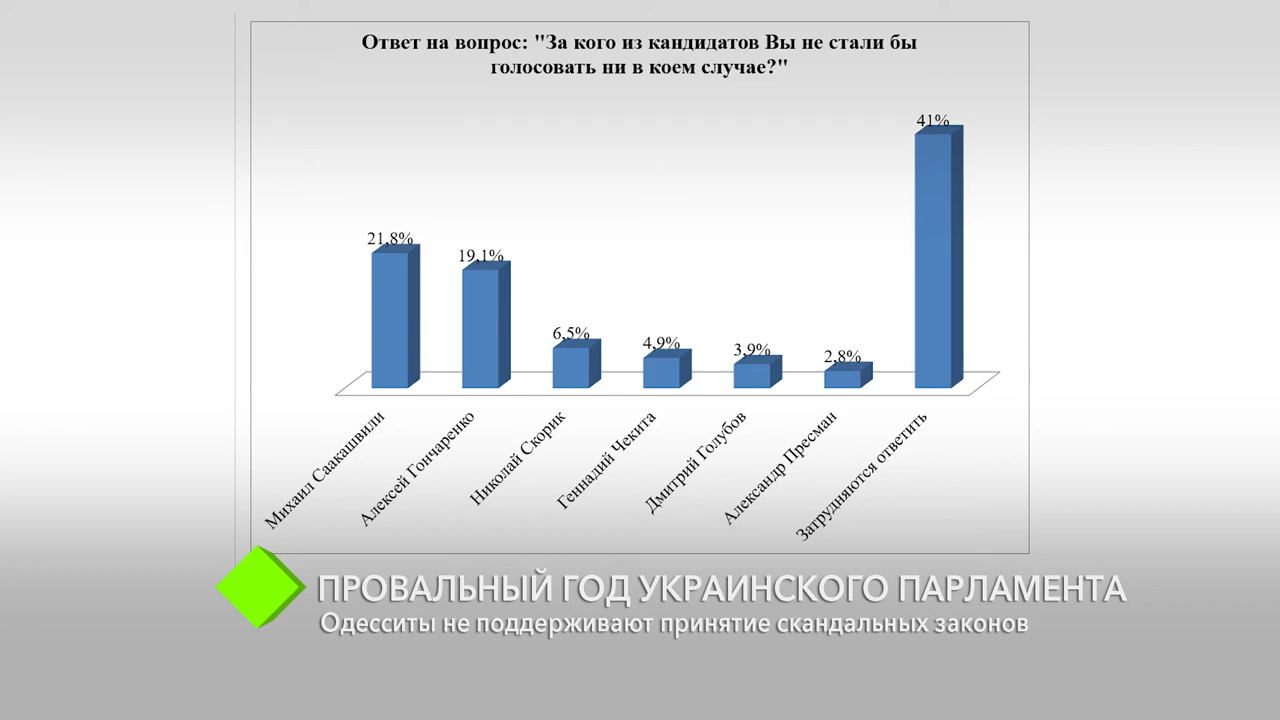 Ответ на вопрос: "За кого из кандидатов Вы не стали бы
голосовать ни в коем случае?"
41%
21,8%
19,1%
6,5%
4,9%
3,9%
2,8%
Михаил Саакашвили
Алексей Гончаренко
Николай Скорик
Геннадий Чекита
Дмитрий Голубов
Александр Пресман
Затрудняются ответить
ПРОВАЛЬНЫЙ ГОД УКРАИНСКОГО ПАРЛАМЕНТА
Одесситы не поддерживают принятие скандальных законов